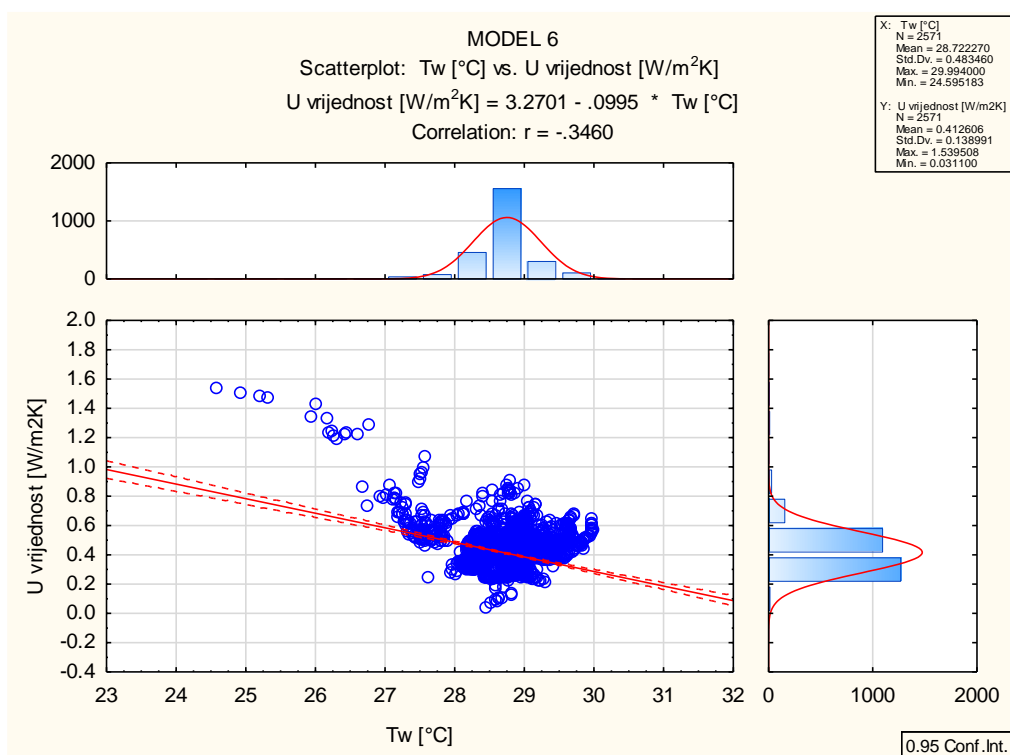 MODEL 6
Scatterplot: Tw [°C] vs. U vrijednost [W/m²K]
U vrijednost [W/m²K] = 3.2701 - .0995 * Tw [°C]
Correlation: r = -.3460
X: Tw [°C]
N = 2571
Mean = 28.722270
Std.Dv. = 0.483460
Max. = 29.994000
Min. = 24.595183
Y: U vrijednost [W/m2K]
N = 2571
Mean = 0.412606
Std.Dv. = 0.138991
Max. = 1.539508
Min. = 0.031100
2000
1000
0
2.0
1.8
1.6
1.4
1.2
1.0
0.8
0.6
0.4
0.2
0.0
-0.2
-0.4
U vrijednost [W/m2K]
23 24 25 26 27 28 29 30 31 32
Tw [°C]
0 1000 2000
0.95 Conf.Int.